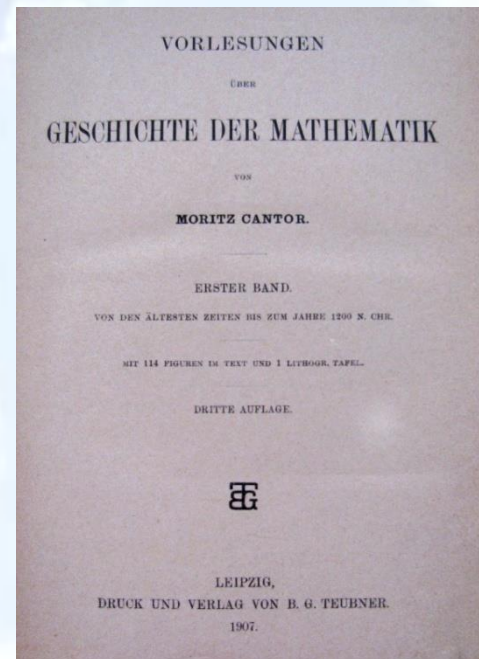 VORLESUNGEN
ÜBER
GESCHICHTE DER MATHEMATIK
VON
MORITZ CANTOR.
ERSTER BAND.
VON DEN ÄLTESTEN ZEITEN BIS ZUM JAHRE 1200 N. CHR.
MIT 114 FIGUREN IM TEXT UND 1 LITHOGR. TAFEL.
DRITTE AUFLAGE.
BTG
LEIPZIG,
DRUCK UND VERLAG VON B. G. TEUBNER.
1907.